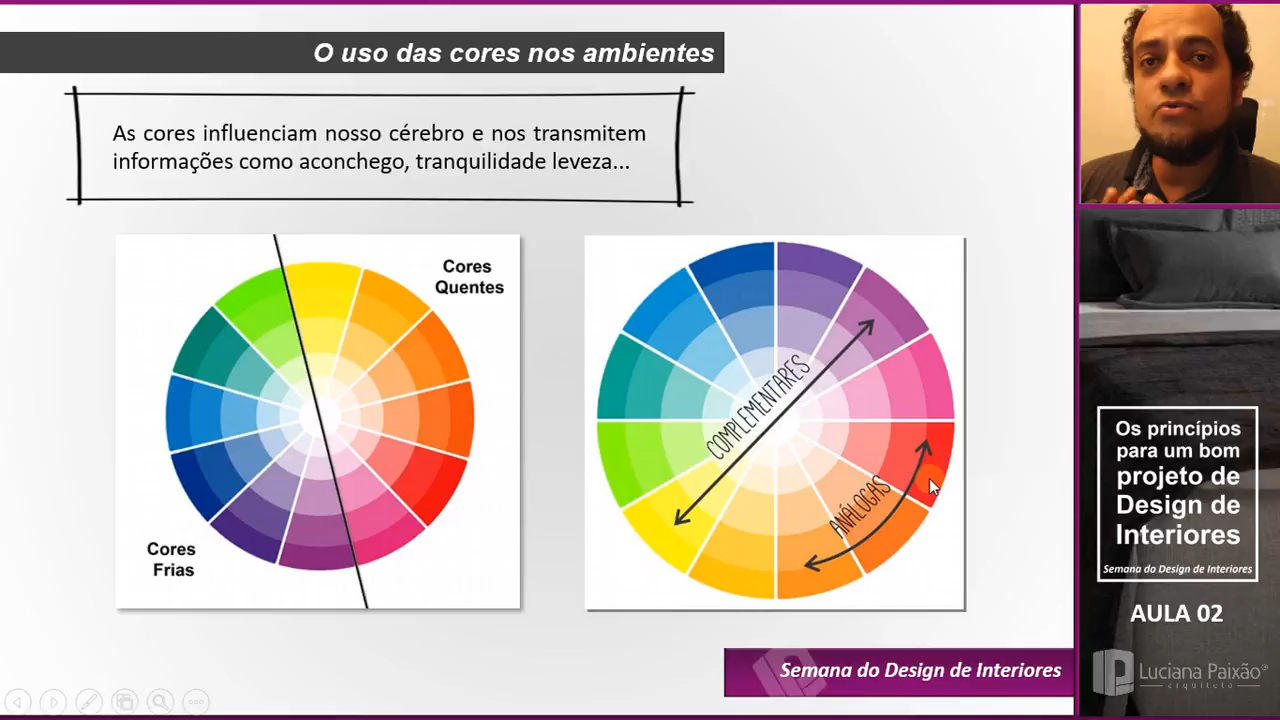 O uso das cores nos ambientes
As cores influenciam nosso cérebro e nos transmitem
informações como aconchego, tranquilidade leveza...
Cores
Quentes
Cores
Frias
COMPLEMENTARES
ANÁLOGAS
Os princípios
para um bom
projeto de
Design de
Interiores
Semana do Design de Interiores
AULA 02
Semana do Design de Interiores
Luciana Paixão®
arquiteta